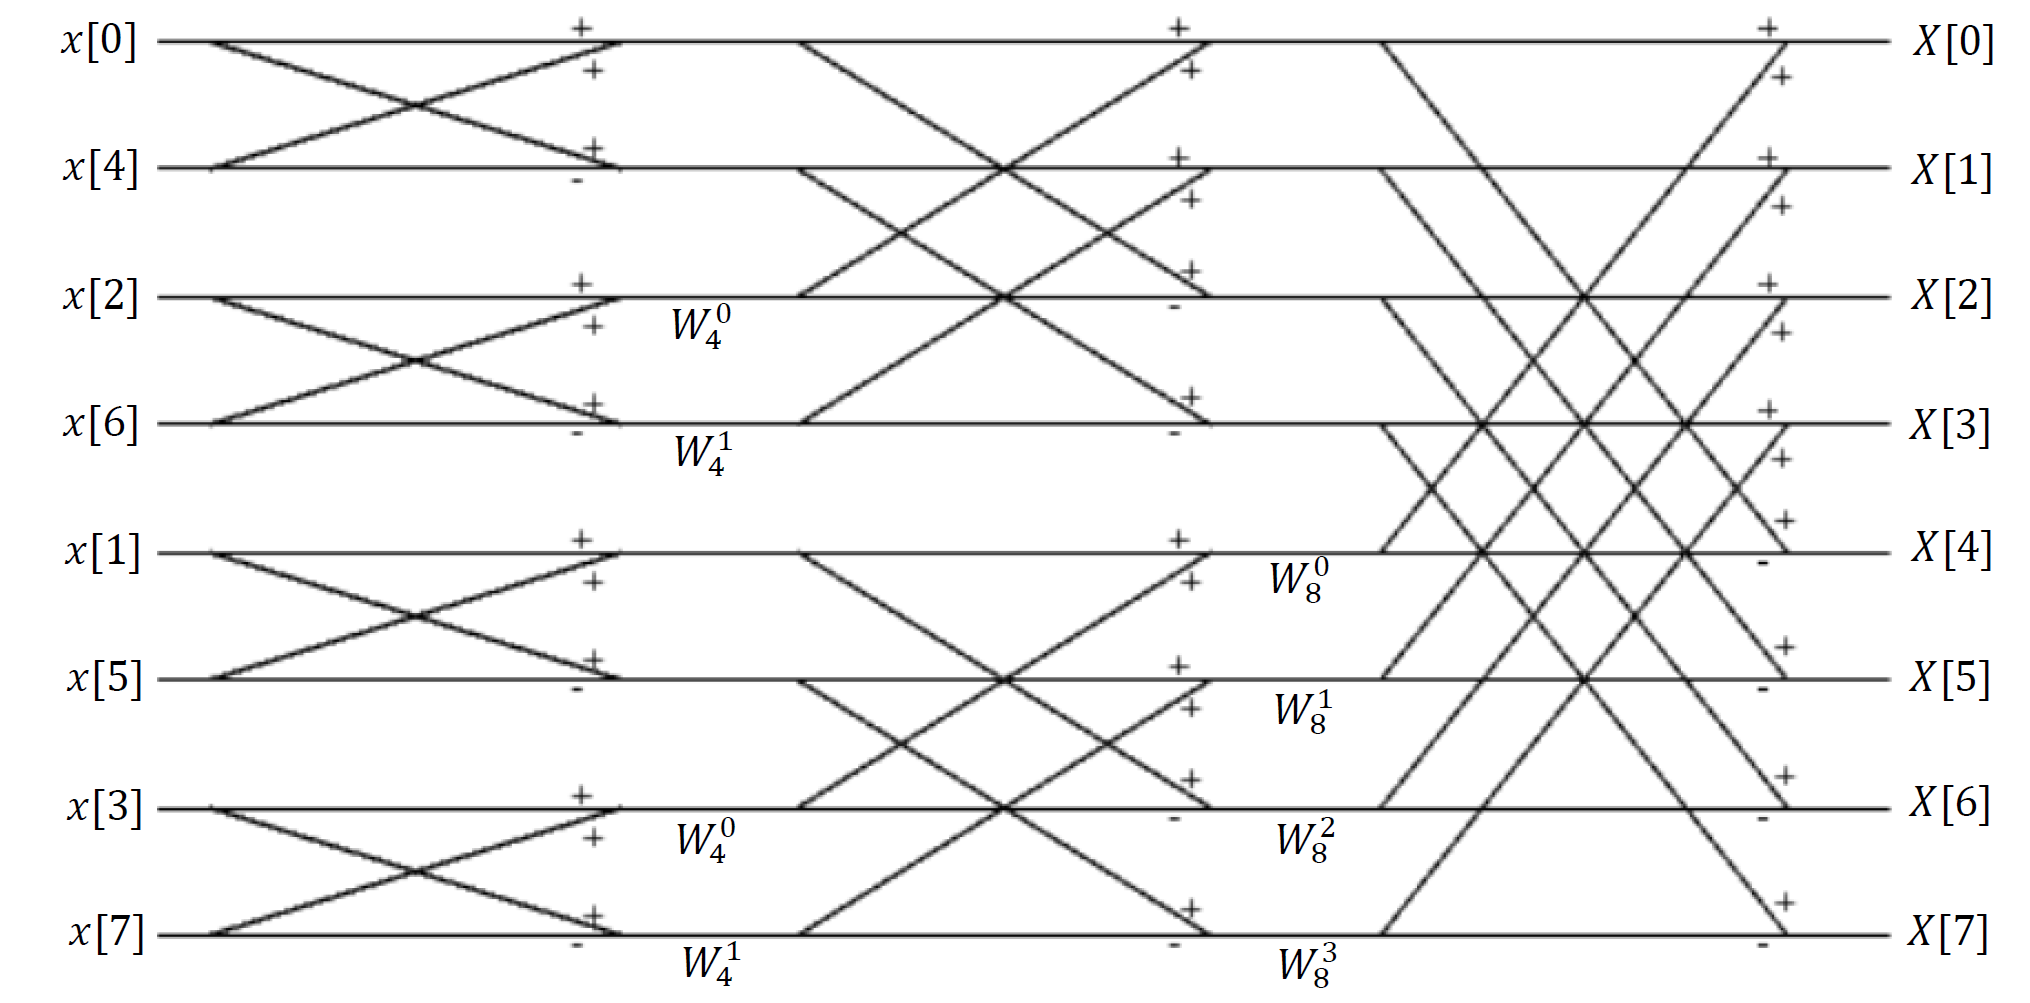 x[0] + + + X[0]
+ + +
x[4] + - + + X[1]
+ +
x[2] + W_4^0 + - + X[2]
+ +
x[6] + - W_4^1 + - + X[3]
+
x[1] + + W_8^0 + - X[4]
+ +
x[5] + - + W_8^1 + - X[5]
+
x[3] + W_4^0 + - W_8^2 + - X[6]
+
x[7] + - W_4^1 + - W_8^3 + - X[7]